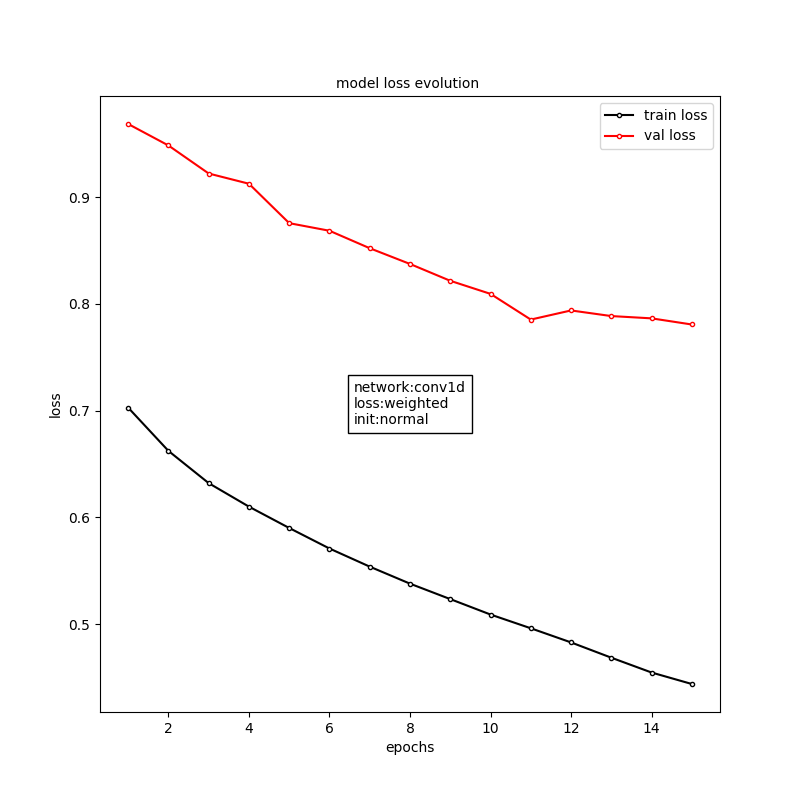 model loss evolution
train loss
val loss
0.9
0.8
0.7
0.6
0.5
loss
network:conv1d
loss:weighted
init:normal
2 4 6 8 10 12 14
epochs